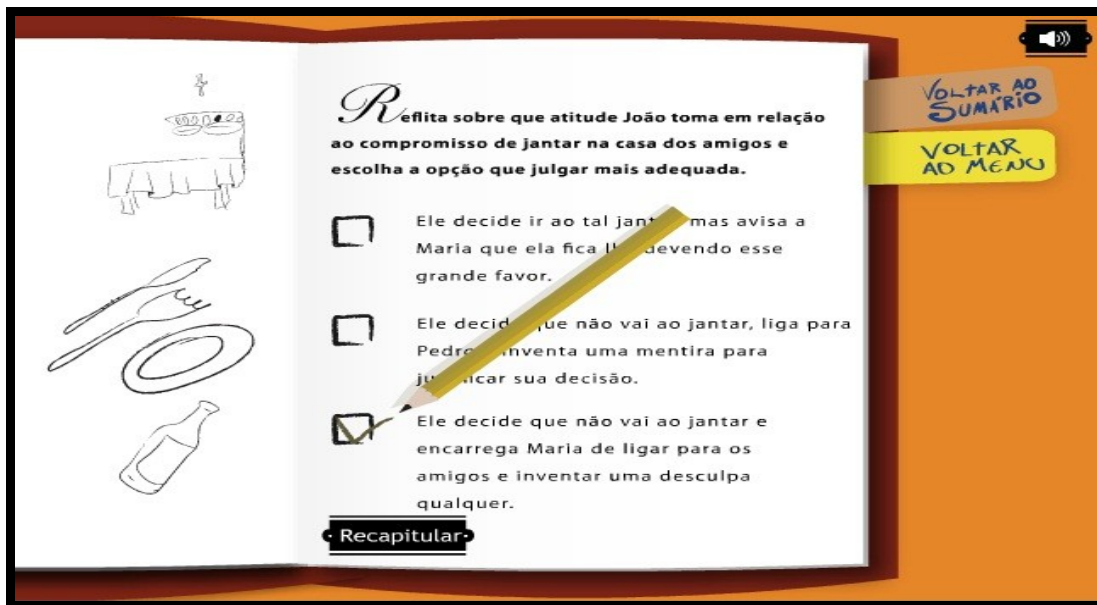 Reflita sobre que atitude João toma em relação
ao compromisso de jantar na casa dos amigos e
escolha a opção que julgar mais adequada.
Ele decide ir ao tal mas avisa a
Maria que ela fica devendo esse
grande favor.
Ele que não vai ao jantar, liga para
inventa uma mentira para
sua decisão.
Ele decide que não vai ao jantar e
encarrega Maria de ligar para os
amigos e inventar uma desculpa
qualquer.
Recapitular
VOLTAR AO
SUMÁRIO
VOLTAR
AO MENU